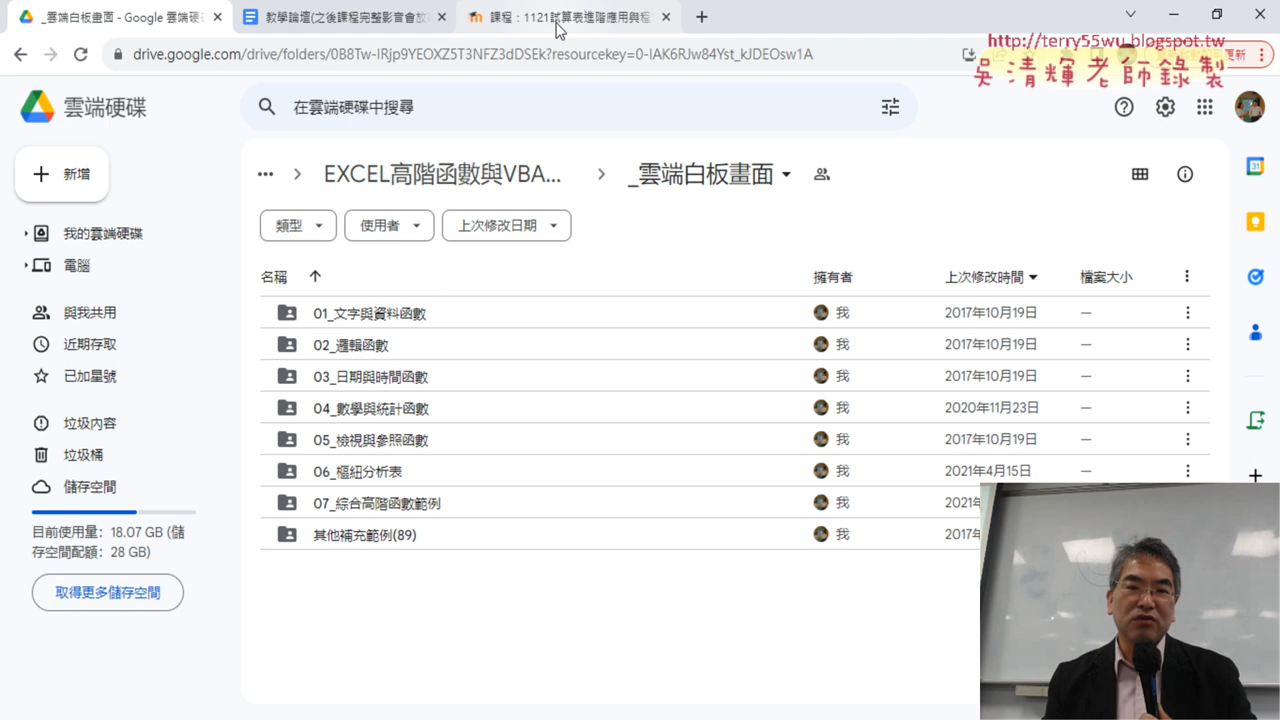 _雲端白板畫面 - Google 雲端硬碟
教學論壇(之後課程完整影音會放
課程：1121試算表進階應用與程
drive.google.com/drive/folders/0B8Tw-IRjp9YEOXZ5T3NFZ3dPSEk?resourcekey=0-IAK6RJw84Yst_kJDEOsw1A
http://terry55wu.blogspot.tw
吳清輝老師錄製
更新
雲端硬碟
在雲端硬碟中搜尋
新增
EXCEL高階函數與VBA...
_雲端白板畫面
類型
使用者
上次修改日期
我的雲端硬碟
電腦
與我共用
近期存取
已加星號
垃圾內容
垃圾桶
儲存空間
目前使用量：18.07 GB (儲
存空間配額：28 GB)
取得更多儲存空間
名稱
擁有者
上次修改時間
檔案大小
01_文字與資料函數 我 2017年10月19日 —
02_邏輯函數 我 2017年10月19日 —
03_日期與時間函數 我 2017年10月19日 —
04_數學與統計函數 我 2020年11月23日 —
05_檢視與參照函數 我 2017年10月19日 —
06_樞紐分析表 我 2021年4月15日 —
07_綜合高階函數範例 我 2021
其他補充範例(89) 我 2017年
31